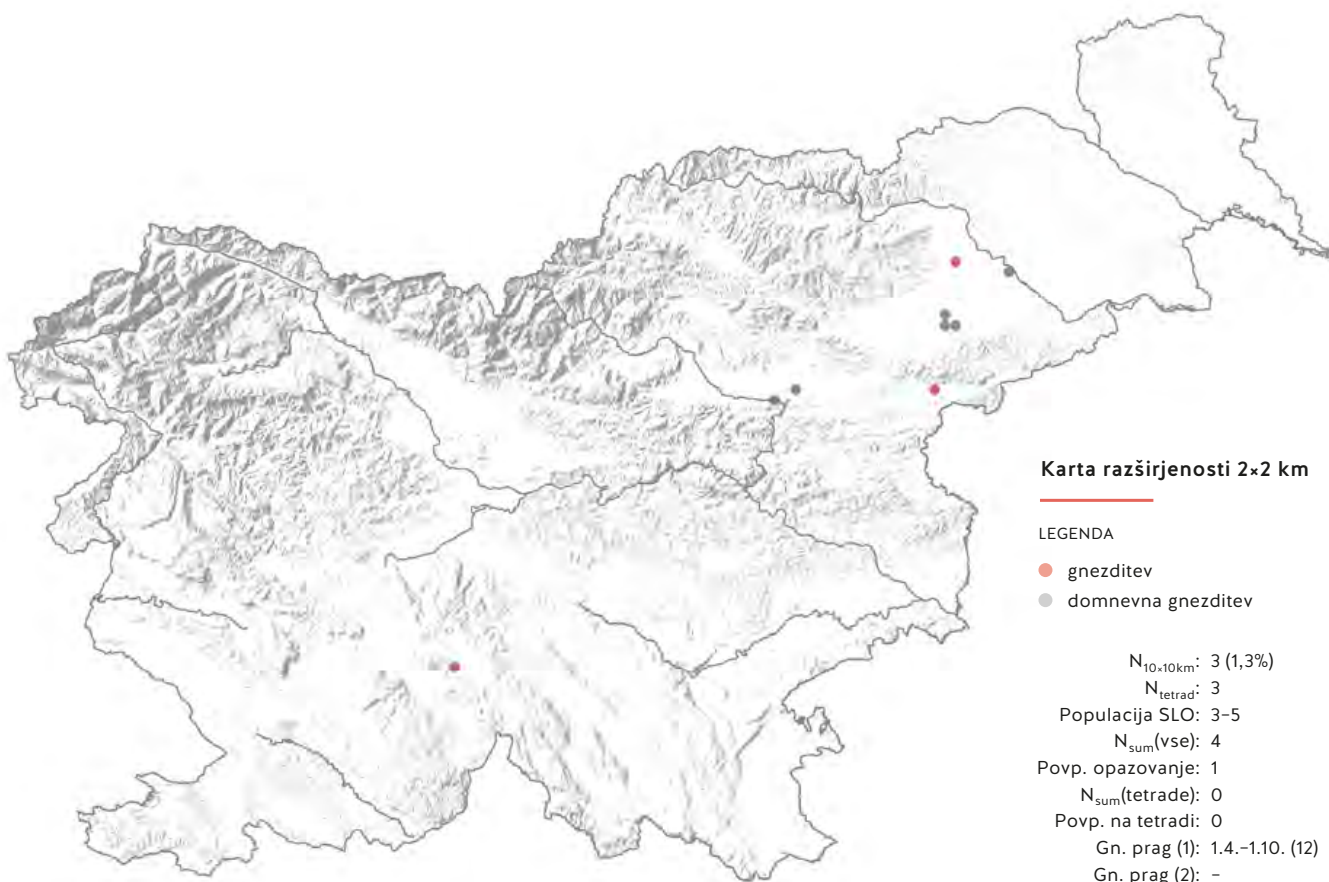 Karta razširjenosti 2×2 km
LEGENDA
gnezditev
domnevna gnezditev
N10×10km: 3 (1,3%)
Ntetrad: 3
Populacija SLO: 3–5
Nsum(vse): 4
Povp. opazovanje: 1
Nsum(tetrade): 0
Povp. na tetradi: 0
Gn. prag (1): 1.4.–1.10. (12)
Gn. prag (2): –